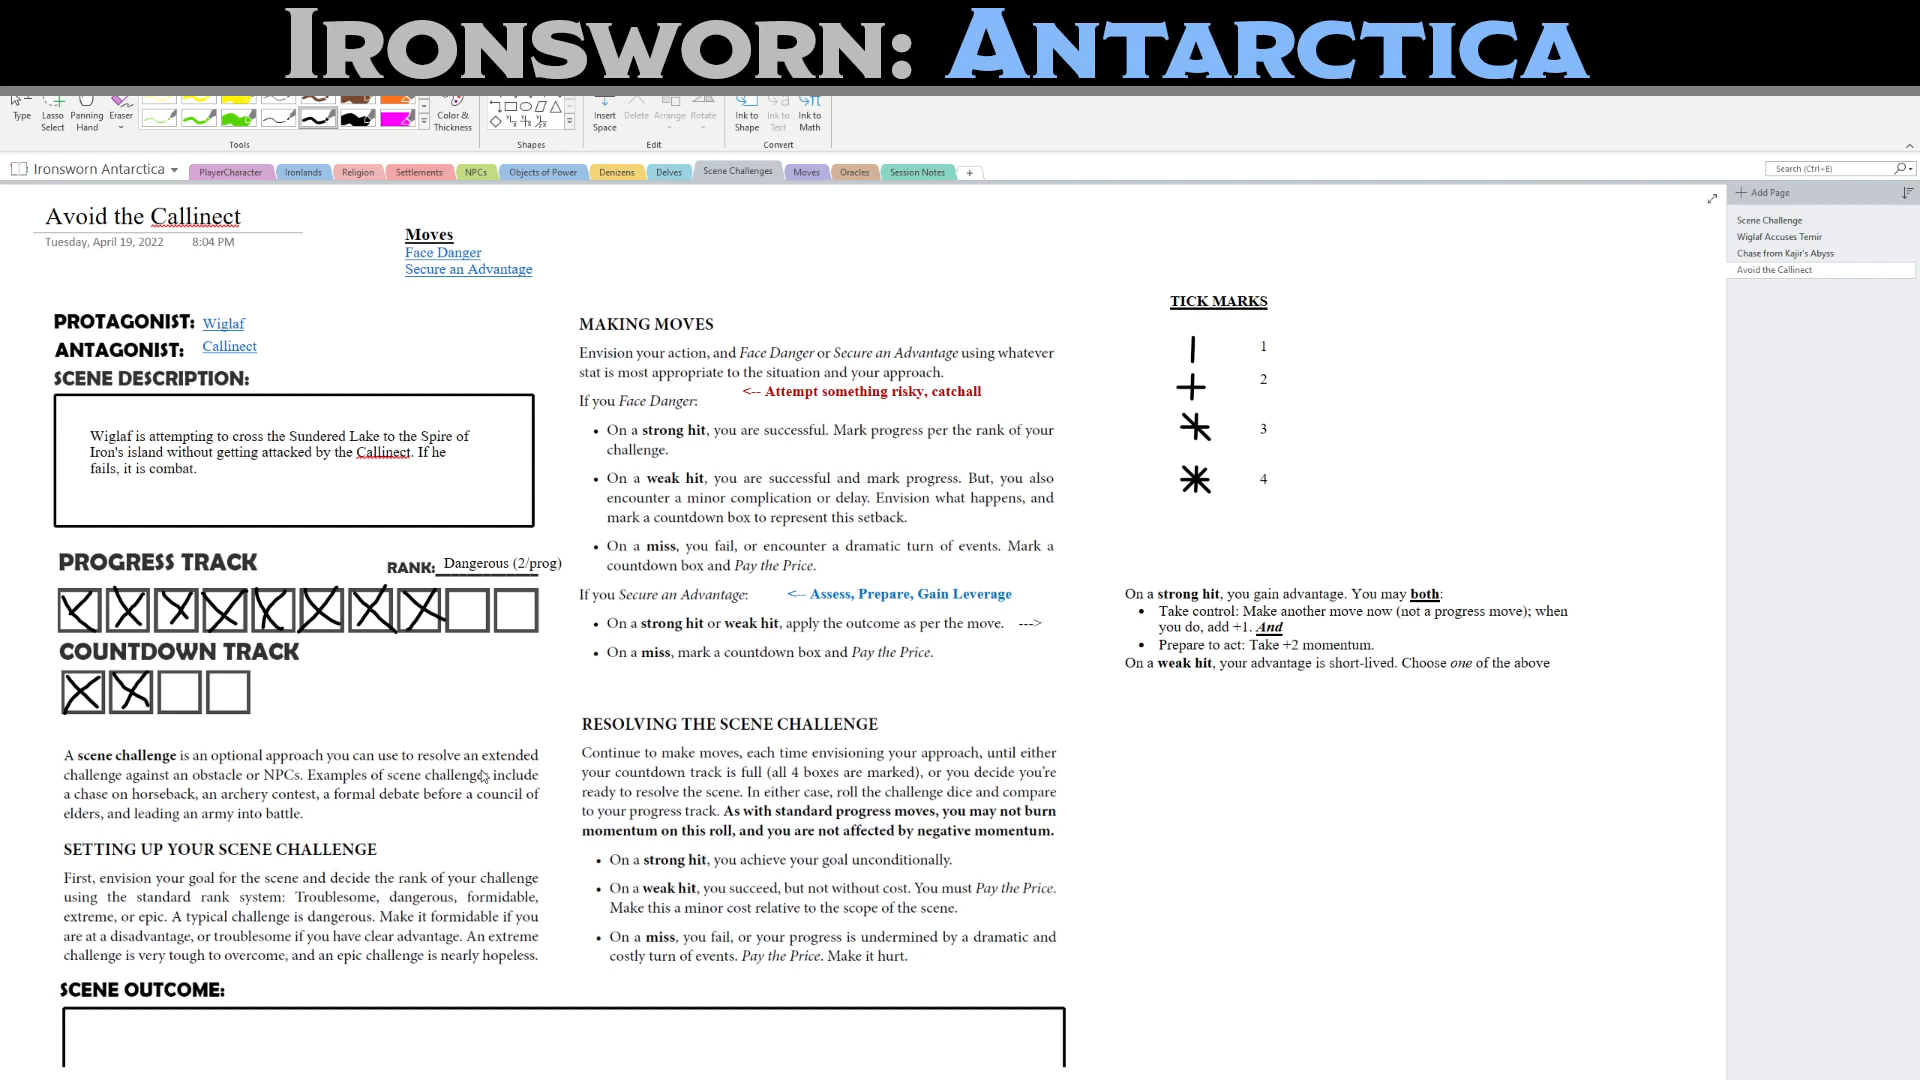 IRONSWORN: ANTARCTICA
Type
Lasso Select
Panning Hand
Eraser
Color & Thickness
Insert Space
Delete
Arrange
Rotate
Ink to Shape
Ink to Text
Ink to Math
Tools
Shapes
Edit
Convert
Ironsworn Antarctica
PlayerCharacter
Ironlands
Religion
Settlements
NPCs
Objects of Power
Denizens
Delves
Scene Challenges
Moves
Oracles
Session Notes
+
Search (Ctrl+E)
Add Page
Scene Challenge
Wiglaf Accuses Temir
Chase from Kajir's Abyss
Avoid the Callinect
Avoid the Callinect
Tuesday, April 19, 2022 8:04 PM
Moves
Face Danger
Secure an Advantage
PROTAGONIST: Wiglaf
ANTAGONIST: Callinect
SCENE DESCRIPTION:
Wiglaf is attempting to cross the Sundered Lake to the Spire of
Iron's island without getting attacked by the Callinect. If he
fails, it is combat.
PROGRESS TRACK
RANK: Dangerous (2/prog)
COUNTDOWN TRACK
A scene challenge is an optional approach you can use to resolve an extended
challenge against an obstacle or NPCs. Examples of scene challenges include
a chase on horseback, an archery contest, a formal debate before a council of
elders, and leading an army into battle.
SETTING UP YOUR SCENE CHALLENGE
First, envision your goal for the scene and decide the rank of your challenge
using the standard rank system: Troublesome, dangerous, formidable,
extreme, or epic. A typical challenge is dangerous. Make it formidable if you
are at a disadvantage, or troublesome if you have clear advantage. An extreme
challenge is very tough to overcome, and an epic challenge is nearly hopeless.
SCENE OUTCOME:
MAKING MOVES
Envision your action, and Face Danger or Secure an Advantage using whatever
stat is most appropriate to the situation and your approach.
<-- Attempt something risky, catchall
If you Face Danger:
• On a strong hit, you are successful. Mark progress per the rank of your
challenge.
• On a weak hit, you are successful and mark progress. But, you also
encounter a minor complication or delay. Envision what happens, and
mark a countdown box to represent this setback.
• On a miss, you fail, or encounter a dramatic turn of events. Mark a
countdown box and Pay the Price.
If you Secure an Advantage: <-- Assess, Prepare, Gain Leverage
• On a strong hit or weak hit, apply the outcome as per the move. --->
• On a miss, mark a countdown box and Pay the Price.
RESOLVING THE SCENE CHALLENGE
Continue to make moves, each time envisioning your approach, until either
your countdown track is full (all 4 boxes are marked), or you decide you're
ready to resolve the scene. In either case, roll the challenge dice and compare
to your progress track. As with standard progress moves, you may not burn
momentum on this roll, and you are not affected by negative momentum.
• On a strong hit, you achieve your goal unconditionally.
• On a weak hit, you succeed, but not without cost. You must Pay the Price.
Make this a minor cost relative to the scope of the scene.
• On a miss, you fail, or your progress is undermined by a dramatic and
costly turn of events. Pay the Price. Make it hurt.
TICK MARKS
1
2
3
4
On a strong hit, you gain advantage. You may both:
• Take control: Make another move now (not a progress move); when
you do, add +1. And
• Prepare to act: Take +2 momentum.
On a weak hit, your advantage is short-lived. Choose one of the above